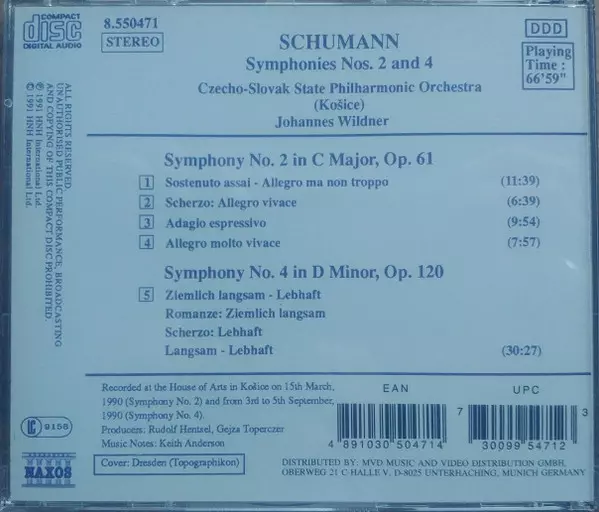 COMPACT
disc
DIGITAL AUDIO
8.550471
STEREO
SCHUMANN
Symphonies Nos. 2 and 4
Czecho-Slovak State Philharmonic Orchestra
(Košice)
Johannes Wildner
DDD
Playing
Time :
66'59"
ALL RIGHTS RESERVED.
UNAUTHORISED PUBLIC PERFORMANCE, BROADCASTING
AND COPYING OF THIS COMPACT DISC PROHIBITED.
℗ 1991 HNH International Ltd.
© 1991 HNH International Ltd.
Symphony No. 2 in C Major, Op. 61
1 Sostenuto assai - Allegro ma non troppo (11:39)
2 Scherzo: Allegro vivace (6:39)
3 Adagio espressivo (9:54)
4 Allegro molto vivace (7:57)
Symphony No. 4 in D Minor, Op. 120
5 Ziemlich langsam - Lebhaft
Romanze: Ziemlich langsam
Scherzo: Lebhaft
Langsam - Lebhaft (30:27)
Recorded at the House of Arts in Košice on 15th March,
1990 (Symphony No. 2) and from 3rd to 5th September,
1990 (Symphony No. 4).
Producers: Rudolf Hentsel, Gejza Toperczer
Music Notes: Keith Anderson
Cover: Dresden (Topographikon)
LC 9158
NAXOS
EAN
4 891030 504714
UPC
7 30099 54712 3
DISTRIBUTED BY: MVD MUSIC AND VIDEO DISTRIBUTION GMBH,
OBERWEG 21 C HALLE V. D-8025 UNTERHACHING, MUNICH GERMANY